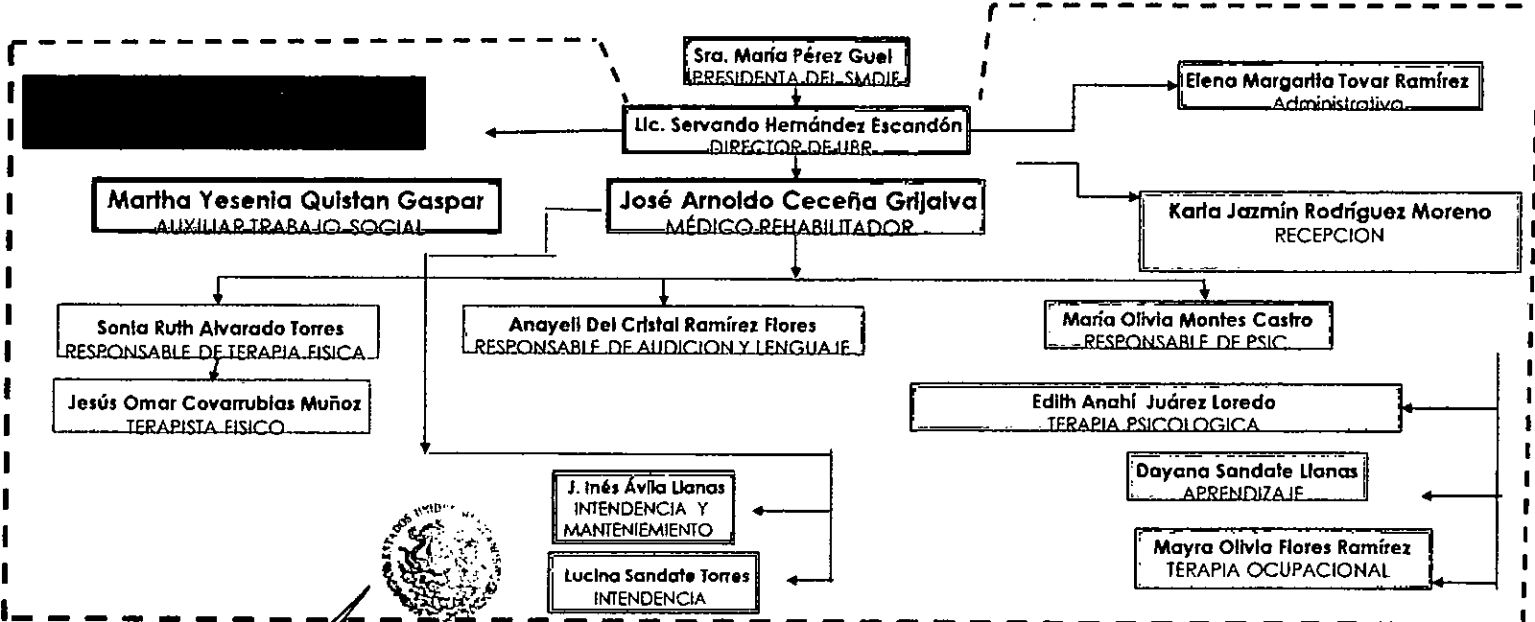 Sra. María Pérez Guel
PRESIDENTA DEL SMDIF
Elena Margarita Tovar Ramírez
Administrativo
Lic. Servando Hernández Escandón
DIRECTOR DE UBR
Martha Yesenia Quistan Gaspar
AUXILIAR TRABAJO SOCIAL
José Arnoldo Ceceña Grijalva
MÉDICO REHABILITADOR
Karla Jazmín Rodríguez Moreno
RECEPCION
Sonia Ruth Alvarado Torres
RESPONSABLE DE TERAPIA FISICA
Anayeli Del Cristal Ramírez Flores
RESPONSABLE DE AUDICION Y LENGUAJE
María Olivia Montes Castro
RESPONSABLE DE PSIC.
Jesús Omar Covarrubias Muñoz
TERAPISTA FISICO
Edith Anahí Juárez Loredo
TERAPIA PSICOLOGICA
J. Inés Ávila Llanas
INTENDENCIA Y
MANTENIEMIENTO
Dayana Sandate Llanas
APRENDIZAJE
Mayra Olivia Flores Ramírez
TERAPIA OCUPACIONAL
Lucina Sandate Torres
INTENDENCIA